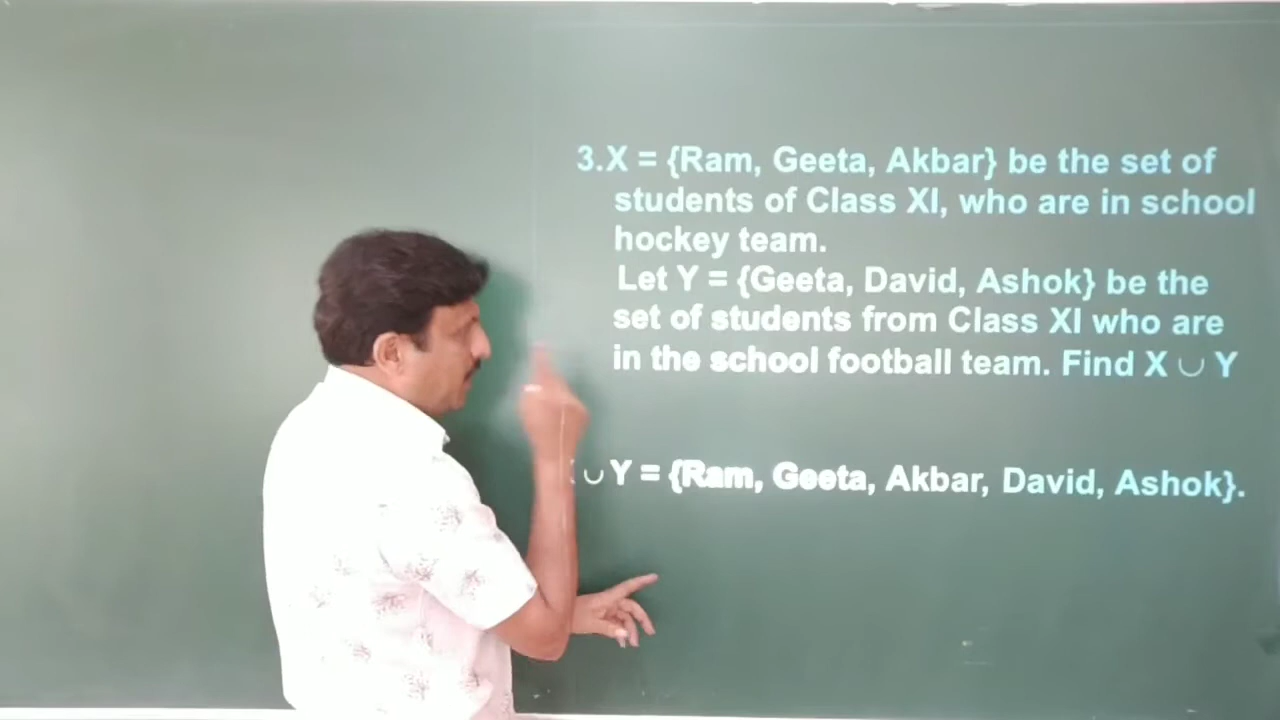 3.X = {Ram, Geeta, Akbar} be the set of
students of Class XI, who are in school
hockey team.
Let Y = {Geeta, David, Ashok} be the
set of students from Class XI who are
in the school football team. Find X ∪ Y
∪ Y = {Ram, Geeta, Akbar, David, Ashok}.